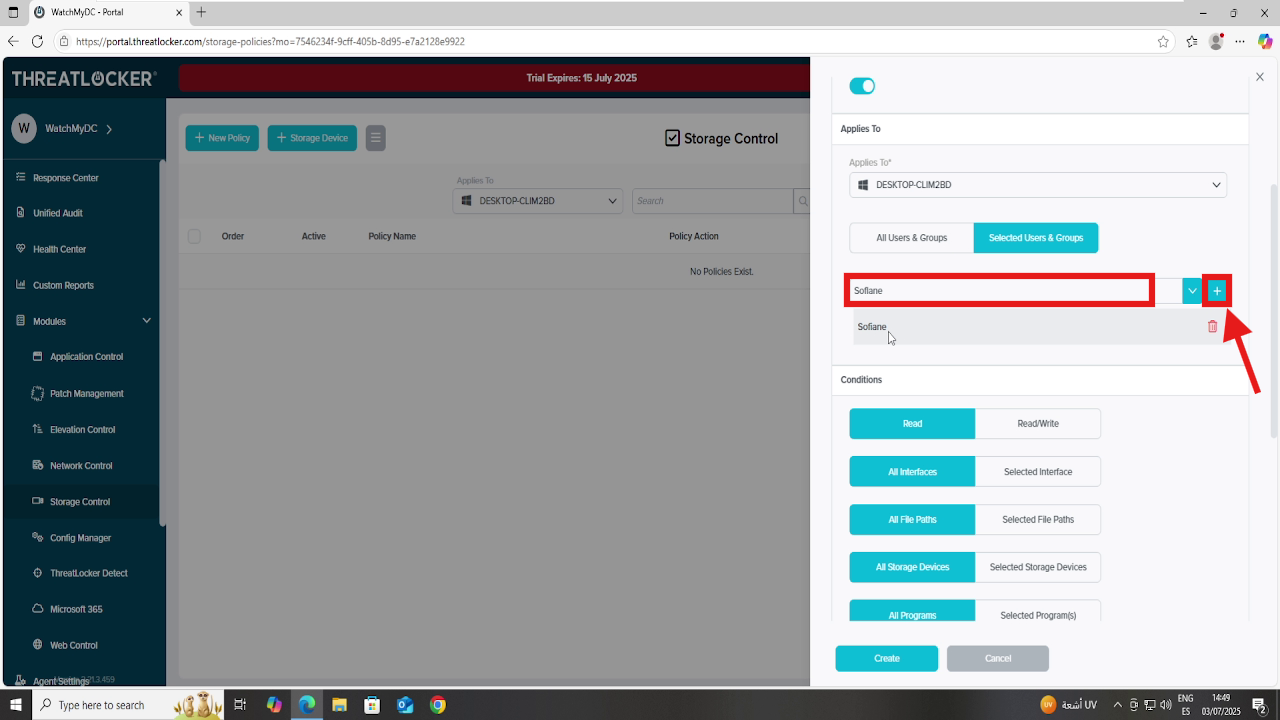 WatchMyDC - Portal.threatlocker.c
https://portal.threatlocker.com/storage-policies?mo=7546234f-9cff-405b-8d95-e7a2128e9922
THREATLOCKER
Trial Expires: 15 July 2025
W WatchMyDC
Response Center
Unified Audit
Health Center
Custom Reports
Modules
Application Control
Patch Management
Elevation Control
Network Control
Storage Control
Config Manager
ThreatLocker Detect
Microsoft 365
Web Control
Agent Settings
+ New Policy
+ Storage Device
Storage Control
Applies To
DESKTOP-CLIM2BD
Search
Order Active Policy Name Policy Action
No Policies Exist.
Applies To
Applies To*
DESKTOP-CLIM2BD
All Users & Groups Selected Users & Groups
Sofiane
Sofiane
Conditions
Read Read/Write
All Interfaces Selected Interface
All File Paths Selected File Paths
All Storage Devices Selected Storage Devices
All Programs Selected Program(s)
Create Cancel
Type here to search
UV index
ENG
ES
14:49
03/07/2025